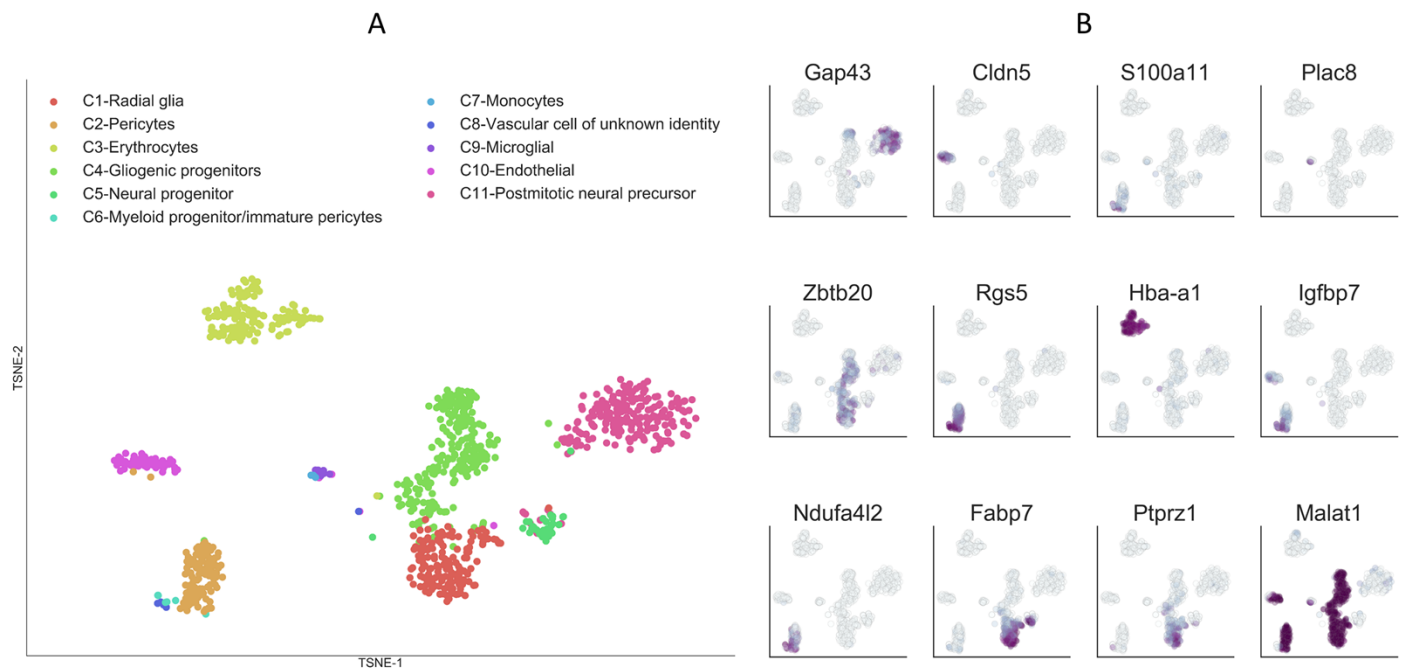 A
B
C1-Radial glia
C2-Pericytes
C3-Erythrocytes
C4-Gliogenic progenitors
C5-Neural progenitor
C6-Myeloid progenitor/immature pericytes
C7-Monocytes
C8-Vascular cell of unknown identity
C9-Microglial
C10-Endothelial
C11-Postmitotic neural precursor
TSNE-2
TSNE-1
Gap43
Cldn5
S100a11
Plac8
Zbtb20
Rgs5
Hba-a1
Igfbp7
Ndufa4l2
Fabp7
Ptprz1
Malat1